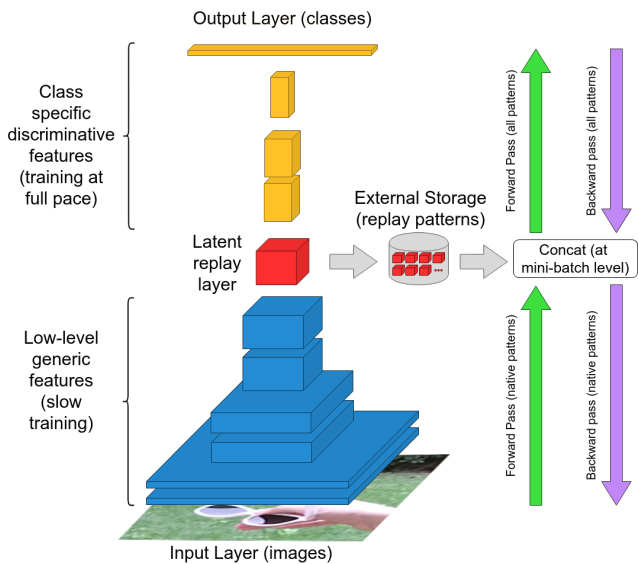 Output Layer (classes)
Class
specific
discriminative
features
(training at
full pace)
Forward Pass (all patterns)
Backward pass (all patterns)
External Storage
(replay patterns)
Latent
replay
layer
Concat (at
mini-batch level)
Low-level
generic
features
(slow
training)
Forward Pass (native patterns)
Backward pass (native patterns)
Input Layer (images)